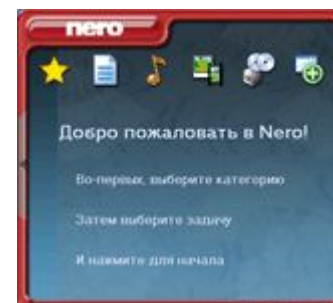 nero
Добро пожаловать в Nero!
Во-первых, выберите категорию
Затем выберите задачу
И нажмите для начала